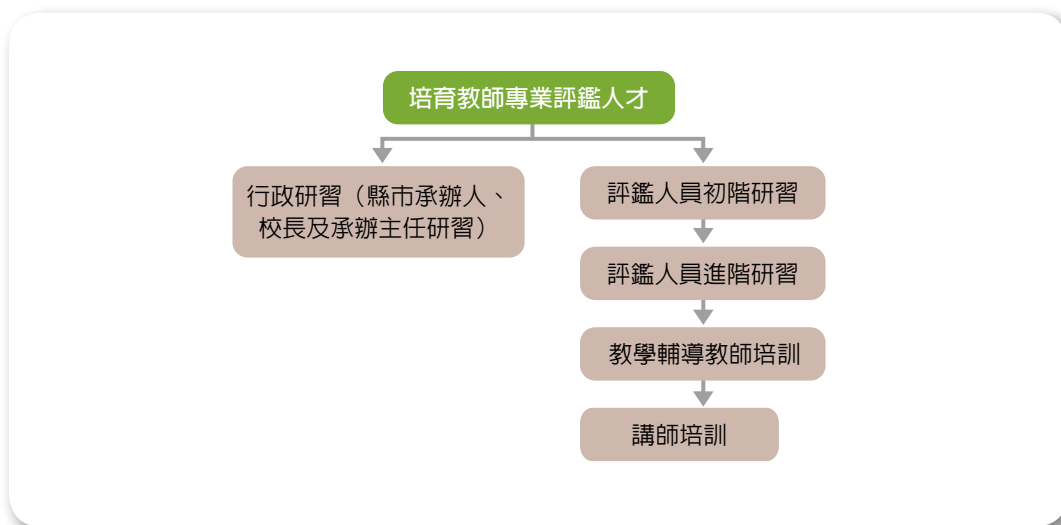 培育教師專業評鑑人才
行政研習（縣市承辦人、
校長及承辦主任研習）
評鑑人員初階研習
評鑑人員進階研習
教學輔導教師培訓
講師培訓